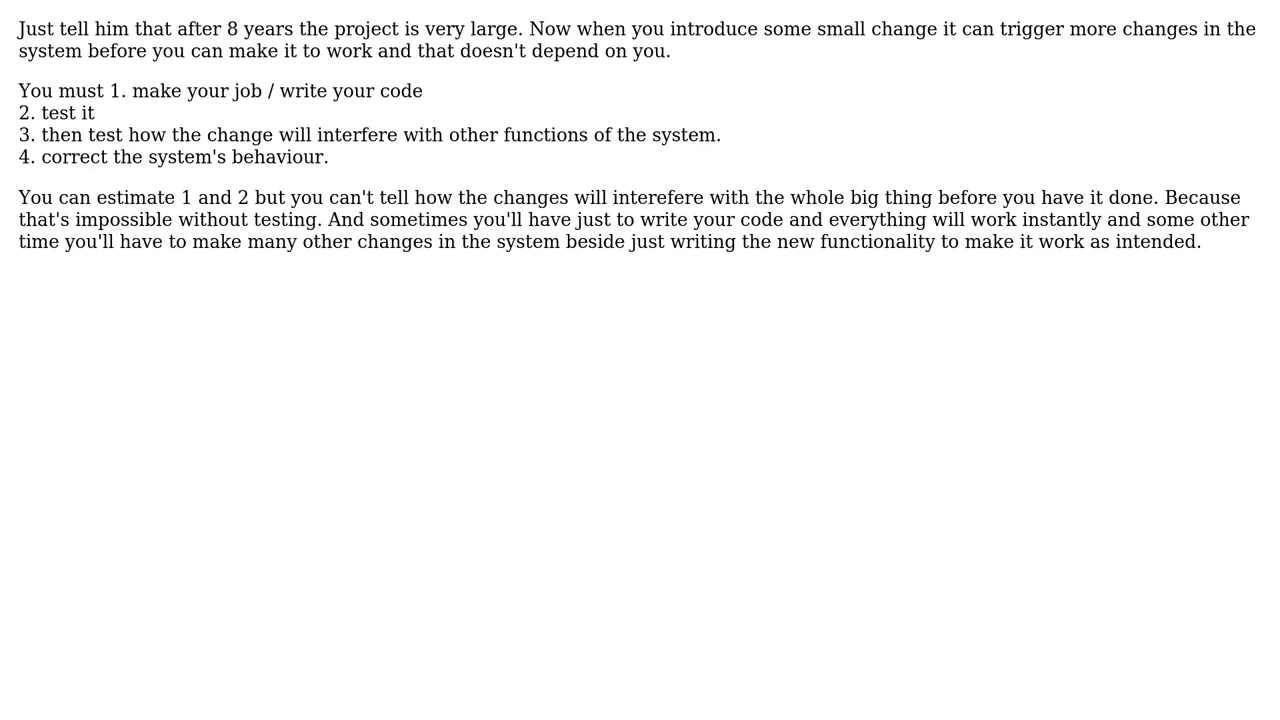 Just tell him that after 8 years the project is very large. Now when you introduce some small change it can trigger more changes in the
system before you can make it to work and that doesn't depend on you.
You must 1. make your job / write your code
2. test it
3. then test how the change will interfere with other functions of the system.
4. correct the system's behaviour.
You can estimate 1 and 2 but you can't tell how the changes will interefere with the whole big thing before you have it done. Because
that's impossible without testing. And sometimes you'll have just to write your code and everything will work instantly and some other
time you'll have to make many other changes in the system beside just writing the new functionality to make it work as intended.